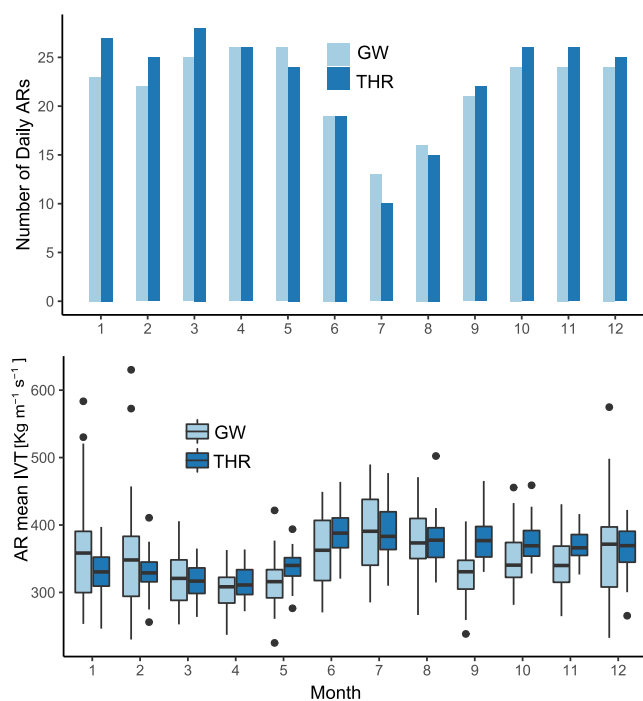 Number of Daily ARs
25
20
15
10
5
0
GW
THR
1 2 3 4 5 6 7 8 9 10 11 12
AR mean IVT [Kg m⁻¹ s⁻¹ ]
600
500
400
300
GW
THR
1 2 3 4 5 6 7 8 9 10 11 12
Month